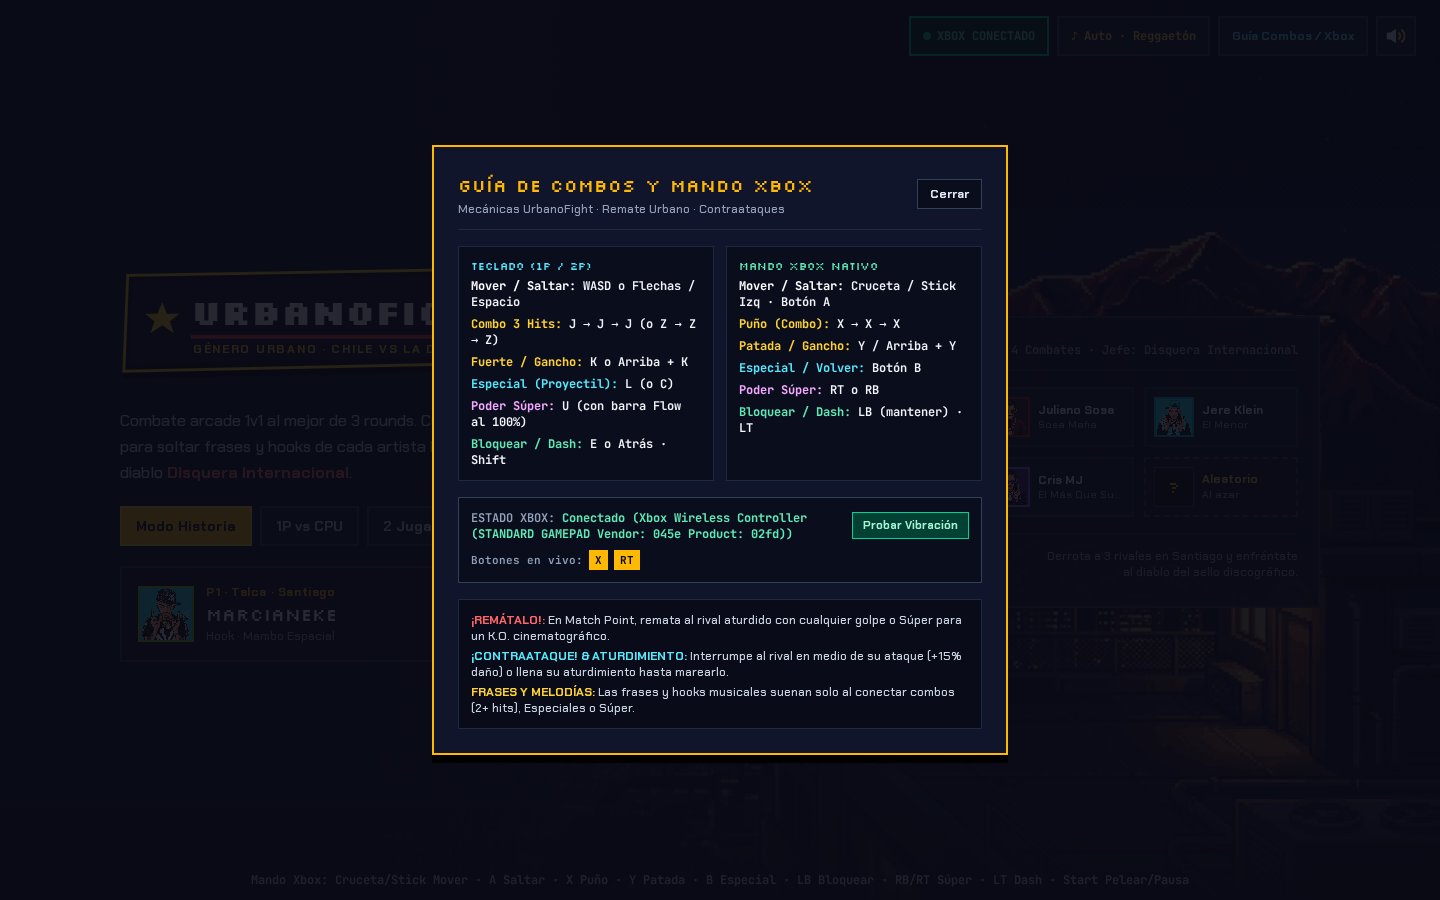 XBOX CONECTADO
♪ Auto · Reggaetón
Guía Combos / Xbox
GUÍA DE COMBOS Y MANDO XBOX
Mecánicas UrbanoFight · Remate Urbano · Contraataques
Cerrar
TECLADO (1P / 2P)
Mover / Saltar: WASD o Flechas /
Espacio
Combo 3 Hits: J → J → J (o Z → Z
→ Z)
Fuerte / Gancho: K o Arriba + K
Especial (Proyectil): L (o C)
Poder Súper: U (con barra Flow
al 100%)
Bloquear / Dash: E o Atrás ·
Shift
MANDO XBOX NATIVO
Mover / Saltar: Cruceta / Stick
Izq · Botón A
Puño (Combo): X → X → X
Patada / Gancho: Y / Arriba + Y
Especial / Volver: Botón B
Poder Súper: RT o RB
Bloquear / Dash: LB (mantener) ·
LT
ESTADO XBOX: Conectado (Xbox Wireless Controller
(STANDARD GAMEPAD Vendor: 045e Product: 02fd))
Probar Vibración
Botones en vivo: X RT
¡REMÁTALO!: En Match Point, remata al rival aturdido con cualquier golpe o Súper para
un K.O. cinematográfico.
¡CONTRAATAQUE! & ATURDIMIENTO: Interrumpe al rival en medio de su ataque (+15%
daño) o llena su aturdimiento hasta marearlo.
FRASES Y MELODÍAS: Las frases y hooks musicales suenan solo al conectar combos
(2+ hits), Especiales o Súper.
URBANOFIG
GÉNERO URBANO · CHILE VS LA D
Combate arcade 1v1 al mejor de 3 rounds. C
para soltar frases y hooks de cada artista
diablo Disquera Internacional.
Modo Historia
1P vs CPU
2 Juga
P1 · Talca · Santiago
MARCIANEKE
Hook · Mambo Espacial
4 Combates · Jefe: Disquera Internacional
Juliano Sosa
Sosa Mafia
Jere Klein
El Menor
Cris MJ
El Más Que Su...
?
Aleatorio
Al azar
Derrota a 3 rivales en Santiago y enfréntate
al diablo del sello discográfico.
Mando Xbox: Cruceta/Stick Mover · A Saltar · X Puño · Y Patada · B Especial · LB Bloquear · RB/RT Súper · LT Dash · Start Pelear/Pausa